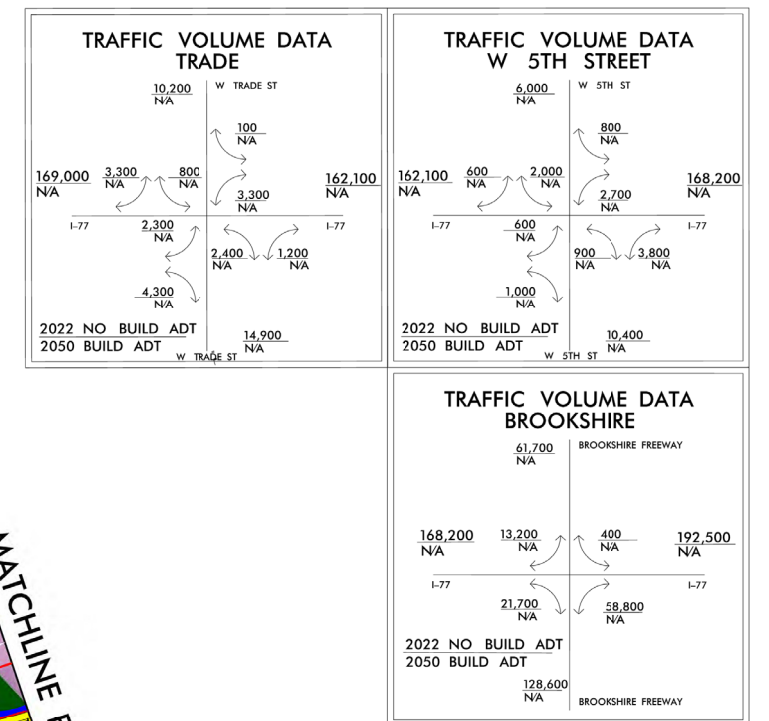 TRAFFIC VOLUME DATA
TRADE
10,200
N/A
W TRADE ST
100
N/A
169,000
N/A
3,300
N/A
800
N/A
3,300
N/A
162,100
N/A
I-77
I-77
2,300
N/A
2,400
N/A
1,200
N/A
4,300
N/A
14,900
N/A
2022 NO BUILD ADT
2050 BUILD ADT
W TRADE ST
TRAFFIC VOLUME DATA
W 5TH STREET
6,000
N/A
W 5TH ST
800
N/A
162,100
N/A
600
N/A
2,000
N/A
2,700
N/A
168,200
N/A
I-77
I-77
600
N/A
900
N/A
3,800
N/A
1,000
N/A
10,400
N/A
2022 NO BUILD ADT
2050 BUILD ADT
W 5TH ST
TRAFFIC VOLUME DATA
BROOKSHIRE
61,700
N/A
BROOKSHIRE FREEWAY
168,200
N/A
13,200
N/A
400
N/A
192,500
N/A
I-77
I-77
21,700
N/A
58,800
N/A
2022 NO BUILD ADT
2050 BUILD ADT
128,600
N/A
BROOKSHIRE FREEWAY
MATCHLINE